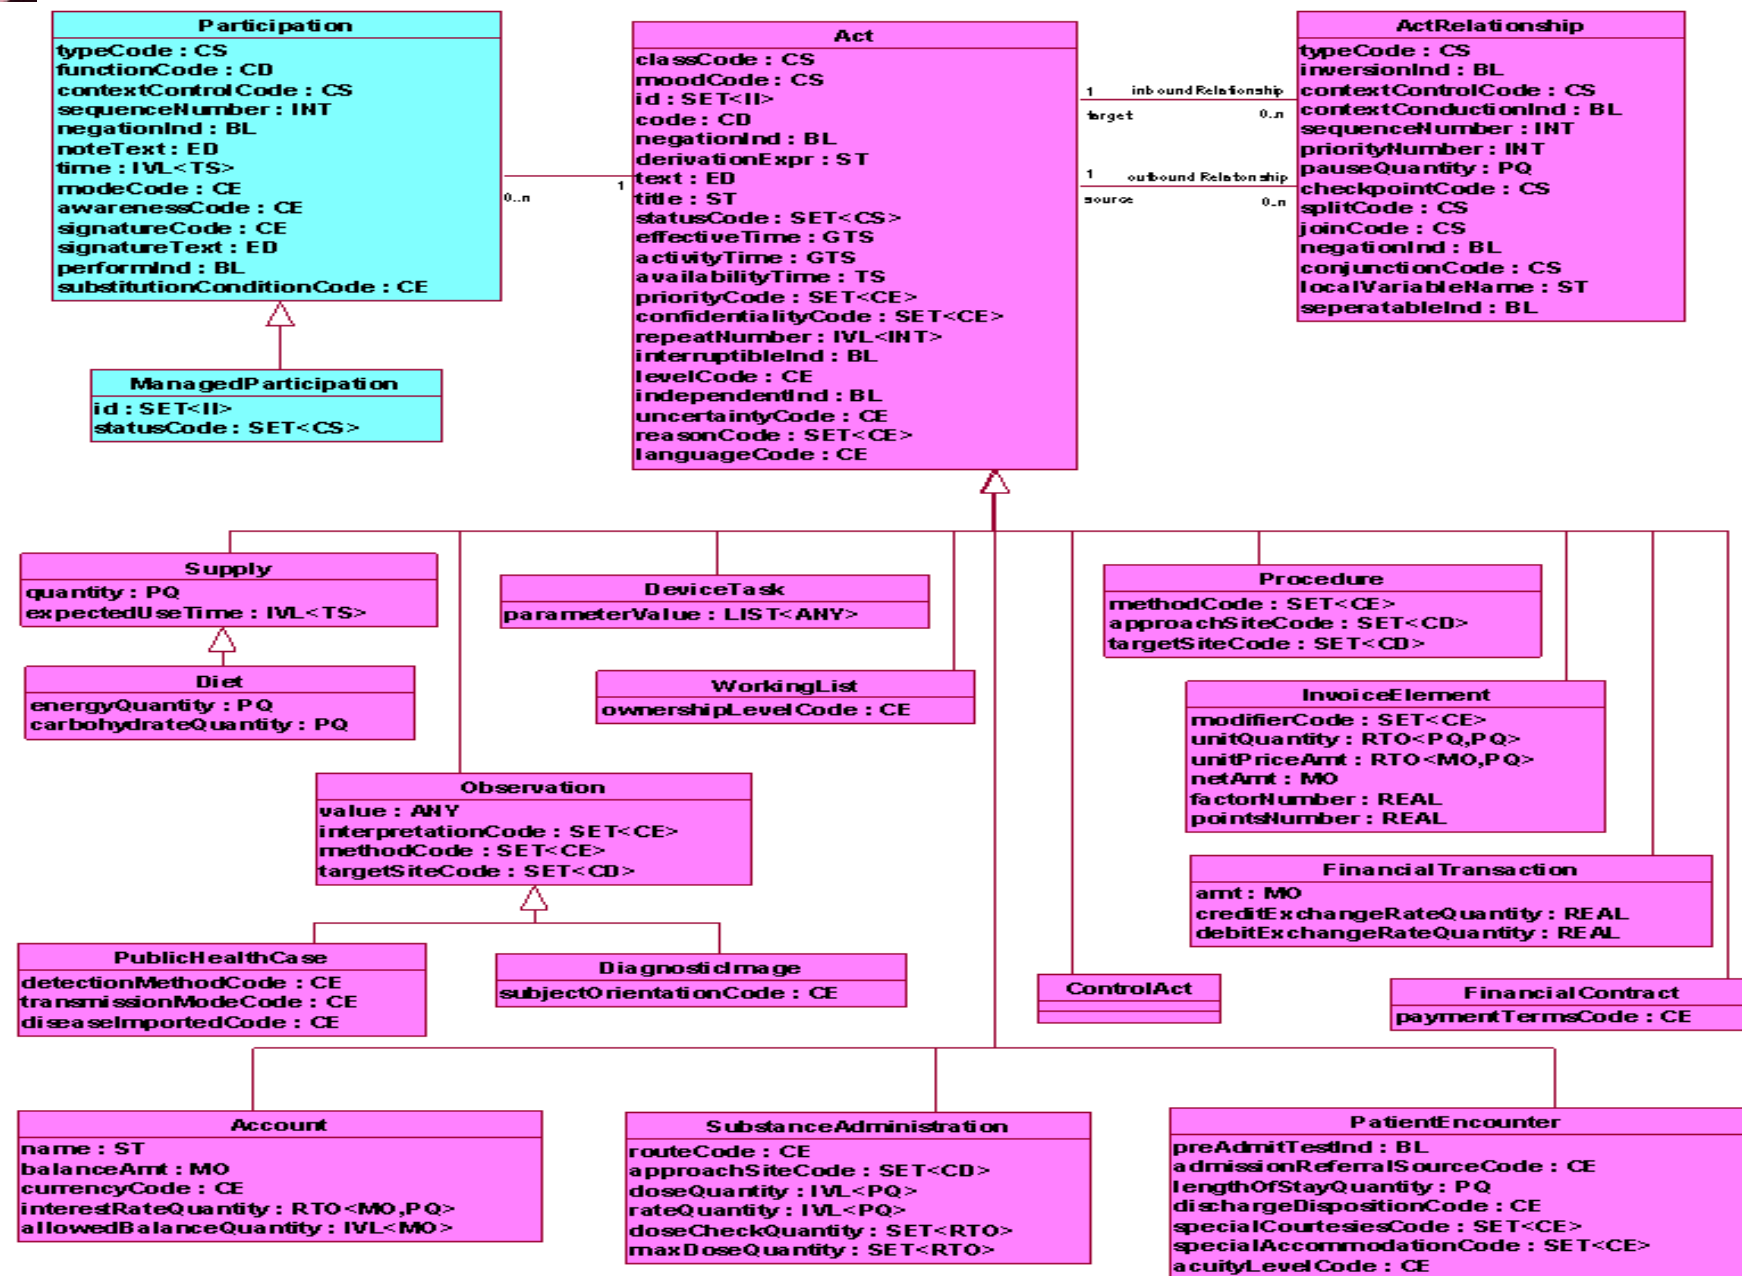 Participation
typeCode : CS
functionCode : CD
contextControlCode : CS
sequenceNumber : INT
negationInd : BL
noteText : ED
time : IVL<TS>
modeCode : CE
awarenessCode : CE
signatureCode : CE
signatureText : ED
performInd : BL
substitutionConditionCode : CE
ManagedParticipation
id : SET<II>
statusCode : SET<CS>
0..n
1
Act
classCode : CS
moodCode : CS
id : SET<II>
code : CD
negationInd : BL
derivationExpr : ST
text : ED
title : ST
statusCode : SET<CS>
effectiveTime : GTS
activityTime : GTS
availabilityTime : TS
priorityCode : SET<CE>
confidentialityCode : SET<CE>
repeatNumber : IVL<INT>
interruptibleInd : BL
levelCode : CE
independentInd : BL
uncertaintyCode : CE
reasonCode : SET<CE>
languageCode : CE
1 inboundRelationship
target 0..n
1 outboundRelationship
source 0..n
ActRelationship
typeCode : CS
inversionInd : BL
contextControlCode : CS
contextConductionInd : BL
sequenceNumber : INT
priorityNumber : INT
pauseQuantity : PQ
checkpointCode : CS
splitCode : CS
joinCode : CS
negationInd : BL
conjunctionCode : CS
localVariableName : ST
seperatableInd : BL
Supply
quantity : PQ
expectedUseTime : IVL<TS>
Diet
energyQuantity : PQ
carbohydrateQuantity : PQ
DeviceTask
parameterValue : LIST<ANY>
WorkingList
ownershipLevelCode : CE
Procedure
methodCode : SET<CE>
approachSiteCode : SET<CD>
targetSiteCode : SET<CD>
InvoiceElement
modifierCode : SET<CE>
unitQuantity : RTO<PQ,PQ>
unitPriceAmt : RTO<MO,PQ>
netAmt : MO
factorNumber : REAL
pointsNumber : REAL
Observation
value : ANY
interpretationCode : SET<CE>
methodCode : SET<CE>
targetSiteCode : SET<CD>
FinancialTransaction
amt : MO
creditExchangeRateQuantity : REAL
debitExchangeRateQuantity : REAL
PublicHealthCase
detectionMethodCode : CE
transmissionModeCode : CE
diseaseImportedCode : CE
DiagnosticImage
subjectOrientationCode : CE
ControlAct
FinancialContract
paymentTermsCode : CE
Account
name : ST
balanceAmt : MO
currencyCode : CE
interestRateQuantity : RTO<MO,PQ>
allowedBalanceQuantity : IVL<MO>
SubstanceAdministration
routeCode : CE
approachSiteCode : SET<CD>
doseQuantity : IVL<PQ>
rateQuantity : IVL<PQ>
doseCheckQuantity : SET<RTO>
maxDoseQuantity : SET<RTO>
PatientEncounter
preAdmitTestInd : BL
admissionReferralSourceCode : CE
lengthOfStayQuantity : PQ
dischargeDispositionCode : CE
specialCourtesiesCode : SET<CE>
specialAccommodationCode : SET<CE>
acuityLevelCode : CE